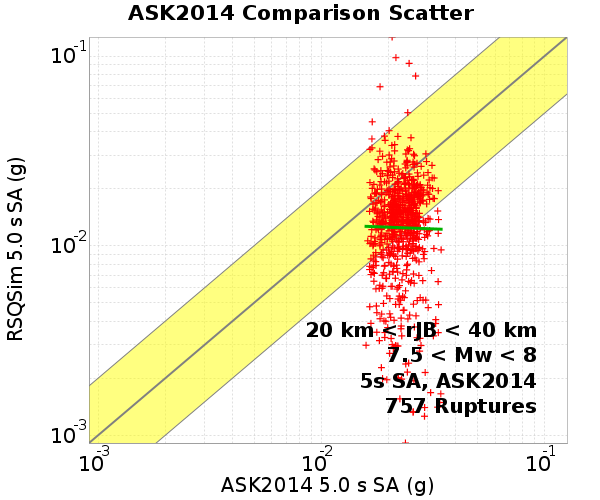 ASK2014 Comparison Scatter
RSQSim 5.0 s SA (g)
10-1
10-2
10-3
20 km < rJB < 40 km
7.5 < Mw < 8
5s SA, ASK2014
757 Ruptures
10-3 10-2 10-1
ASK2014 5.0 s SA (g)